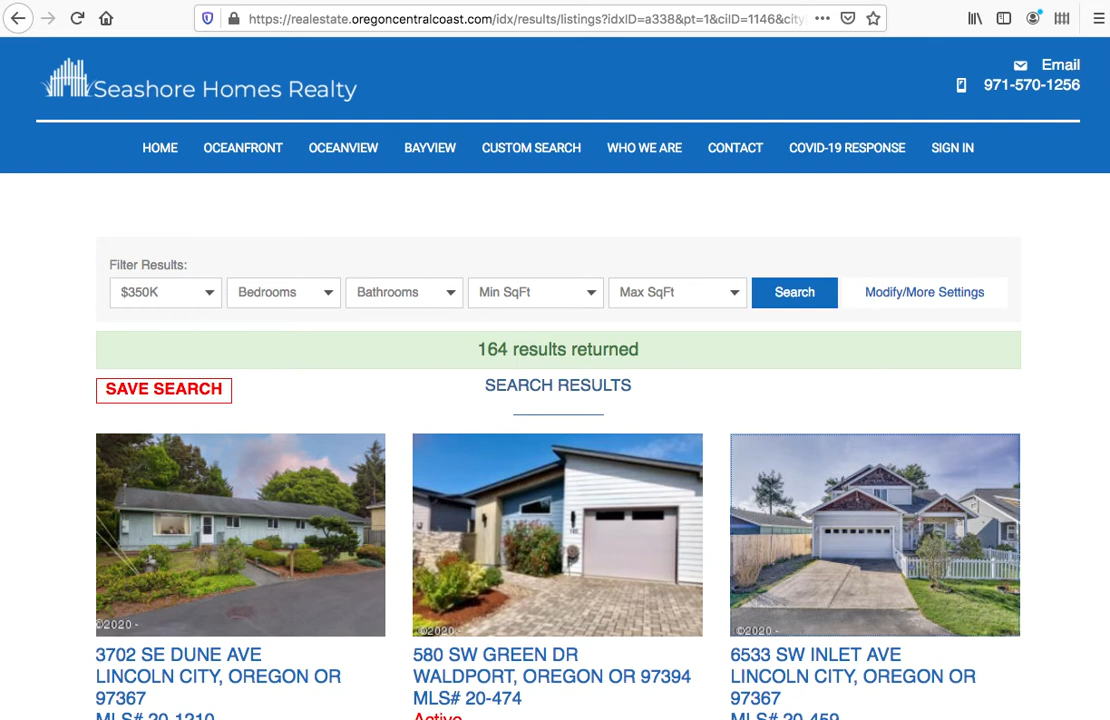 https://realestate.oregoncentralcoast.com/idx/results/listings?idxID=a338&pt=1&ciID=1146&city
Seashore Homes Realty
Email
971-570-1256
HOME OCEANFRONT OCEANVIEW BAYVIEW CUSTOM SEARCH WHO WE ARE CONTACT COVID-19 RESPONSE SIGN IN
Filter Results:
$350K Bedrooms Bathrooms Min SqFt Max SqFt Search Modify/More Settings
164 results returned
SAVE SEARCH
SEARCH RESULTS
©2020 -
©2020 -
©2020 -
3702 SE DUNE AVE
LINCOLN CITY, OREGON OR
97367
MLS# 20-1210
580 SW GREEN DR
WALDPORT, OREGON OR 97394
MLS# 20-474
Active
6533 SW INLET AVE
LINCOLN CITY, OREGON OR
97367
MLS# 20-459